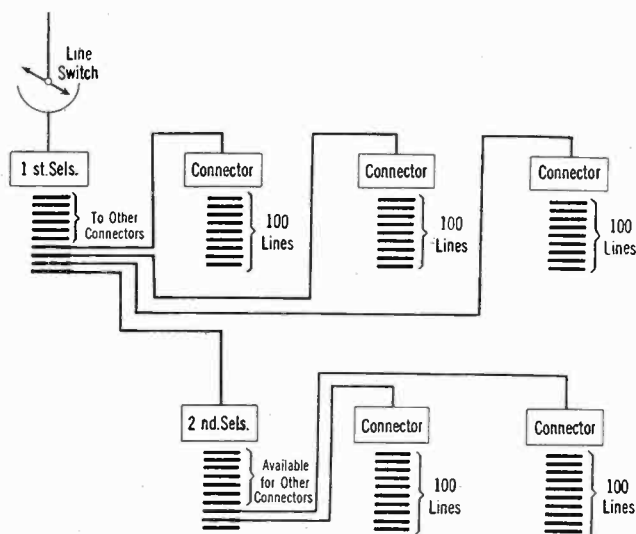 Line
Switch
1 st.Sels.
Connector
Connector
Connector
To Other
Connectors
100
Lines
100
Lines
100
Lines
2 nd.Sels.
Connector
Connector
Available
for Other
Connectors
100
Lines
100
Lines